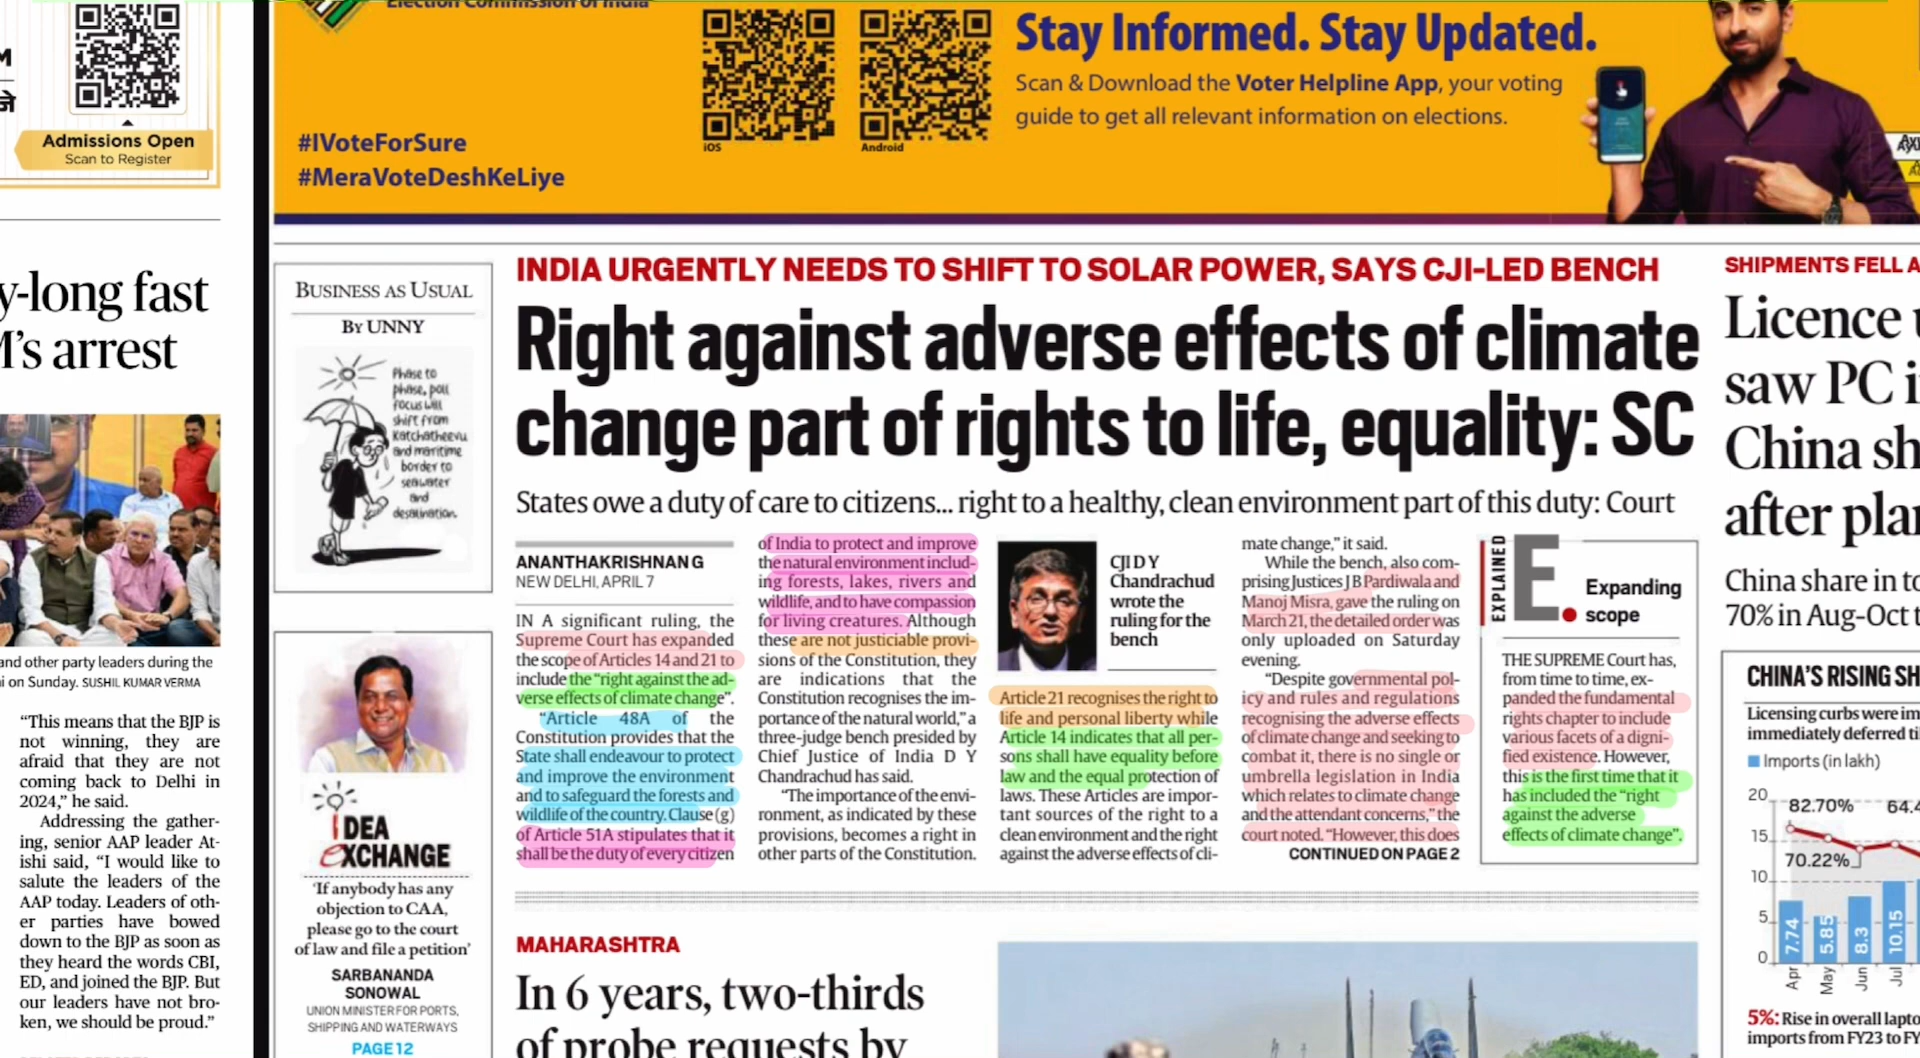 Election Commission of India
M
जे
Admissions Open
Scan to Register
iOS
Android
Stay Informed. Stay Updated.
Scan & Download the Voter Helpline App, your voting
guide to get all relevant information on elections.
#IVoteForSure
#MeraVoteDeshKeLiye
y-long fast
M's arrest
and other party leaders during the
i on Sunday. SUSHIL KUMAR VERMA
"This means that the BJP is
not winning, they are
afraid that they are not
coming back to Delhi in
2024," he said.
Addressing the gather-
ing, senior AAP leader At-
ishi said, "I would like to
salute the leaders of the
AAP today. Leaders of oth-
er parties have bowed
down to the BJP as soon as
they heard the words CBI,
ED, and joined the BJP. But
our leaders have not bro-
ken, we should be proud."
BUSINESS AS USUAL
BY UNNY
Phase to
phase, poll
focus will
shift from
Katchatheevu
and maritime
border to
seawater
and
desalination.
IDEA
EXCHANGE
'If anybody has any
objection to CAA,
please go to the court
of law and file a petition'
SARBANANDA
SONOWAL
UNION MINISTER FOR PORTS,
SHIPPING AND WATERWAYS
PAGE 12
INDIA URGENTLY NEEDS TO SHIFT TO SOLAR POWER, SAYS CJI-LED BENCH
Right against adverse effects of climate
change part of rights to life, equality: SC
States owe a duty of care to citizens... right to a healthy, clean environment part of this duty: Court
ANANTHAKRISHNAN G
NEW DELHI, APRIL 7
IN A significant ruling, the
Supreme Court has expanded
the scope of Articles 14 and 21 to
include the "right against the ad-
verse effects of climate change".
"Article 48A of the
Constitution provides that the
State shall endeavour to protect
and improve the environment
and to safeguard the forests and
wildlife of the country. Clause (g)
of Article 51A stipulates that it
shall be the duty of every citizen
of India to protect and improve
the natural environment includ-
ing forests, lakes, rivers and
wildlife, and to have compassion
for living creatures. Although
these are not justiciable provi-
sions of the Constitution, they
are indications that the
Constitution recognises the im-
portance of the natural world," a
three-judge bench presided by
Chief Justice of India D Y
Chandrachud has said.
"The importance of the envi-
ronment, as indicated by these
provisions, becomes a right in
other parts of the Constitution.
CJI D Y
Chandrachud
wrote the
ruling for the
bench
Article 21 recognises the right to
life and personal liberty while
Article 14 indicates that all per-
sons shall have equality before
law and the equal protection of
laws. These Articles are impor-
tant sources of the right to a
clean environment and the right
against the adverse effects of cli-
mate change," it said.
While the bench, also com-
prising Justices J B Pardiwala and
Manoj Misra, gave the ruling on
March 21, the detailed order was
only uploaded on Saturday
evening.
"Despite governmental pol-
icy and rules and regulations
recognising the adverse effects
of climate change and seeking to
combat it, there is no single or
umbrella legislation in India
which relates to climate change
and the attendant concerns," the
court noted. "However, this does
CONTINUED ON PAGE 2
EXPLAINED
E.
Expanding
scope
THE SUPREME Court has,
from time to time, ex-
panded the fundamental
rights chapter to include
various facets of a digni-
fied existence. However,
this is the first time that it
has included the "right
against the adverse
effects of climate change".
MAHARASHTRA
In 6 years, two-thirds
of probe requests by
SHIPMENTS FELL A
Licence
saw PC i
China sh
after pla
China share in to
70% in Aug-Oct t
CHINA'S RISING SH
Licensing curbs were im
immediately deferred ti
Imports (in lakh)
20
15
10
5
0
82.70%
64.4
70.22%
7.74
5.85
8.3
10.15
Apr
May
Jun
Jul
5%: Rise in overall lapto
imports from FY23 to FY